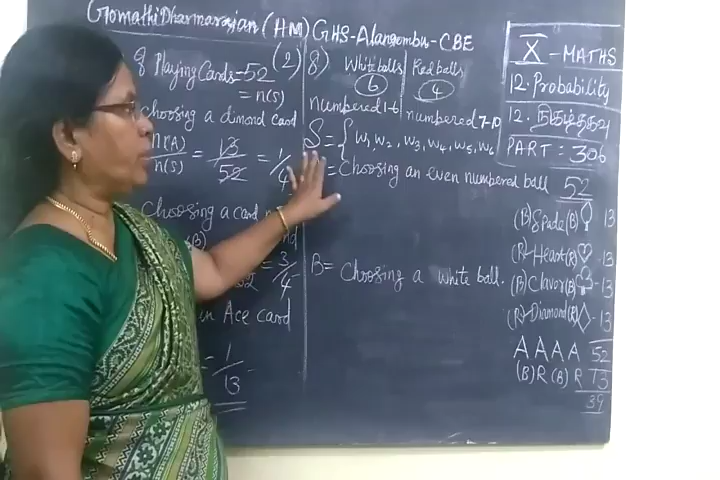 Gomathi Dharmarajan (HM) GHS-Alangombu-CBE
8 Playing Cards = 52 (2)
= n(S)
choosing a dimond card
n(A)/n(S) = 13/52 = 1/4
Choosing a card
(B)
= 3/4
Ace card
= 1/13
8) White balls Red balls
6 4
numbered 1-6 numbered 7-10
S = { W1, W2, W3, W4, W5, W6
= Choosing an even numbered ball
B = Choosing a white ball.
X - MATHS
12. Probability
12. நிகழ்தகவு
PART: 306
52
(B) Spade (B) 13
(R) Heart (R) - 13
(B) Clavor (B) - 13
(R) Diamond (R) - 13
A A A A 52
(B) R (B) R 13
39